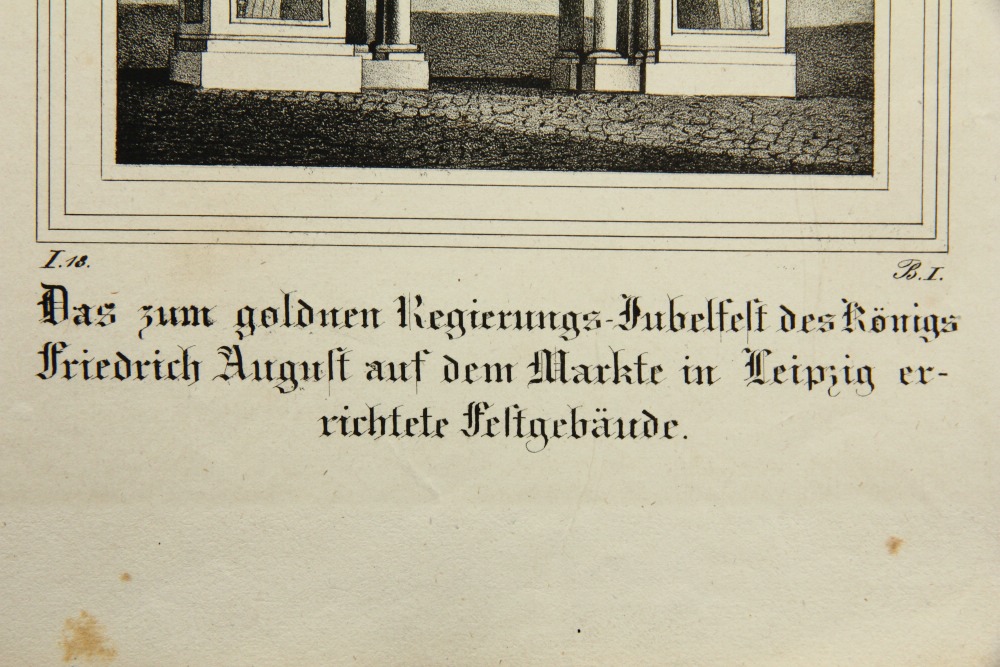 I. 18. B. I.
Das zum goldnen Regierungs-Jubelfest des Königs
Friedrich August auf dem Markte in Leipzig er-
richtete Festgebäude.